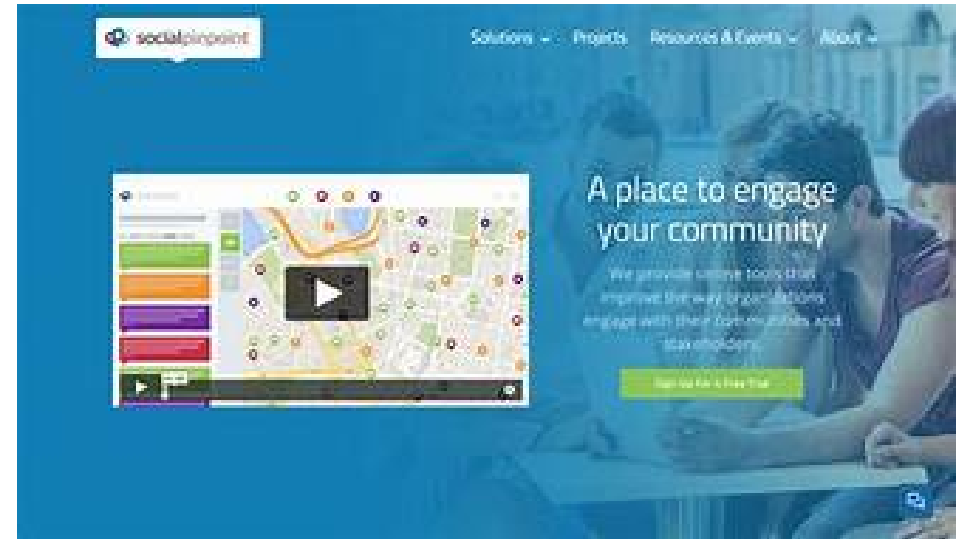 socialpinpoint
Solutions
Projects
Resources & Events
About
A place to engage
your community
We provide online tools that
improve the way organisations
engage with their communities and
stakeholders.
Sign Up For a Free Trial